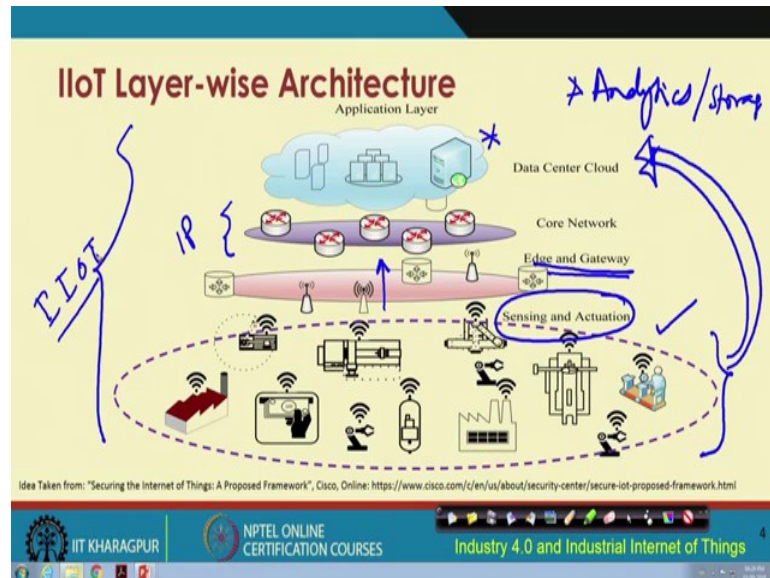 IIoT Layer-wise Architecture
Application Layer
* Analytics/Storag
Data Center Cloud
IP
Core Network
Edge and Gateway
Sensing and Actuation
IIOT
Idea Taken from: "Securing the Internet of Things: A Proposed Framework", Cisco, Online: https://www.cisco.com/c/en/us/about/security-center/secure-iot-proposed-framework.html
4
IIT KHARAGPUR
NPTEL ONLINE
CERTIFICATION COURSES
Industry 4.0 and Industrial Internet of Things